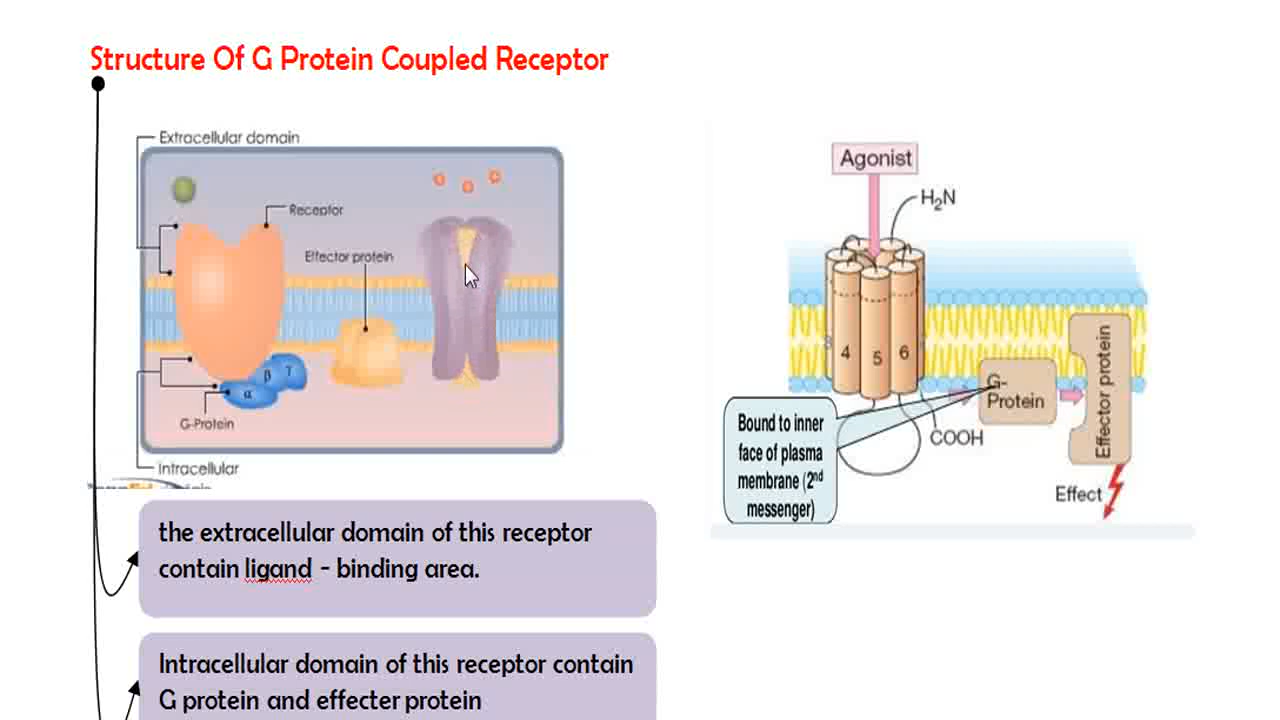 Structure Of G Protein Coupled Receptor
Extracellular domain
Receptor
Effector protein
β γ
α
G-Protein
Intracellular
Agonist
H₂N
4 5 6
G-
Protein
Effector protein
COOH
Effect
Bound to inner
face of plasma
membrane (2nd
messenger)
the extracellular domain of this receptor
contain ligand - binding area.
Intracellular domain of this receptor contain
G protein and effecter protein